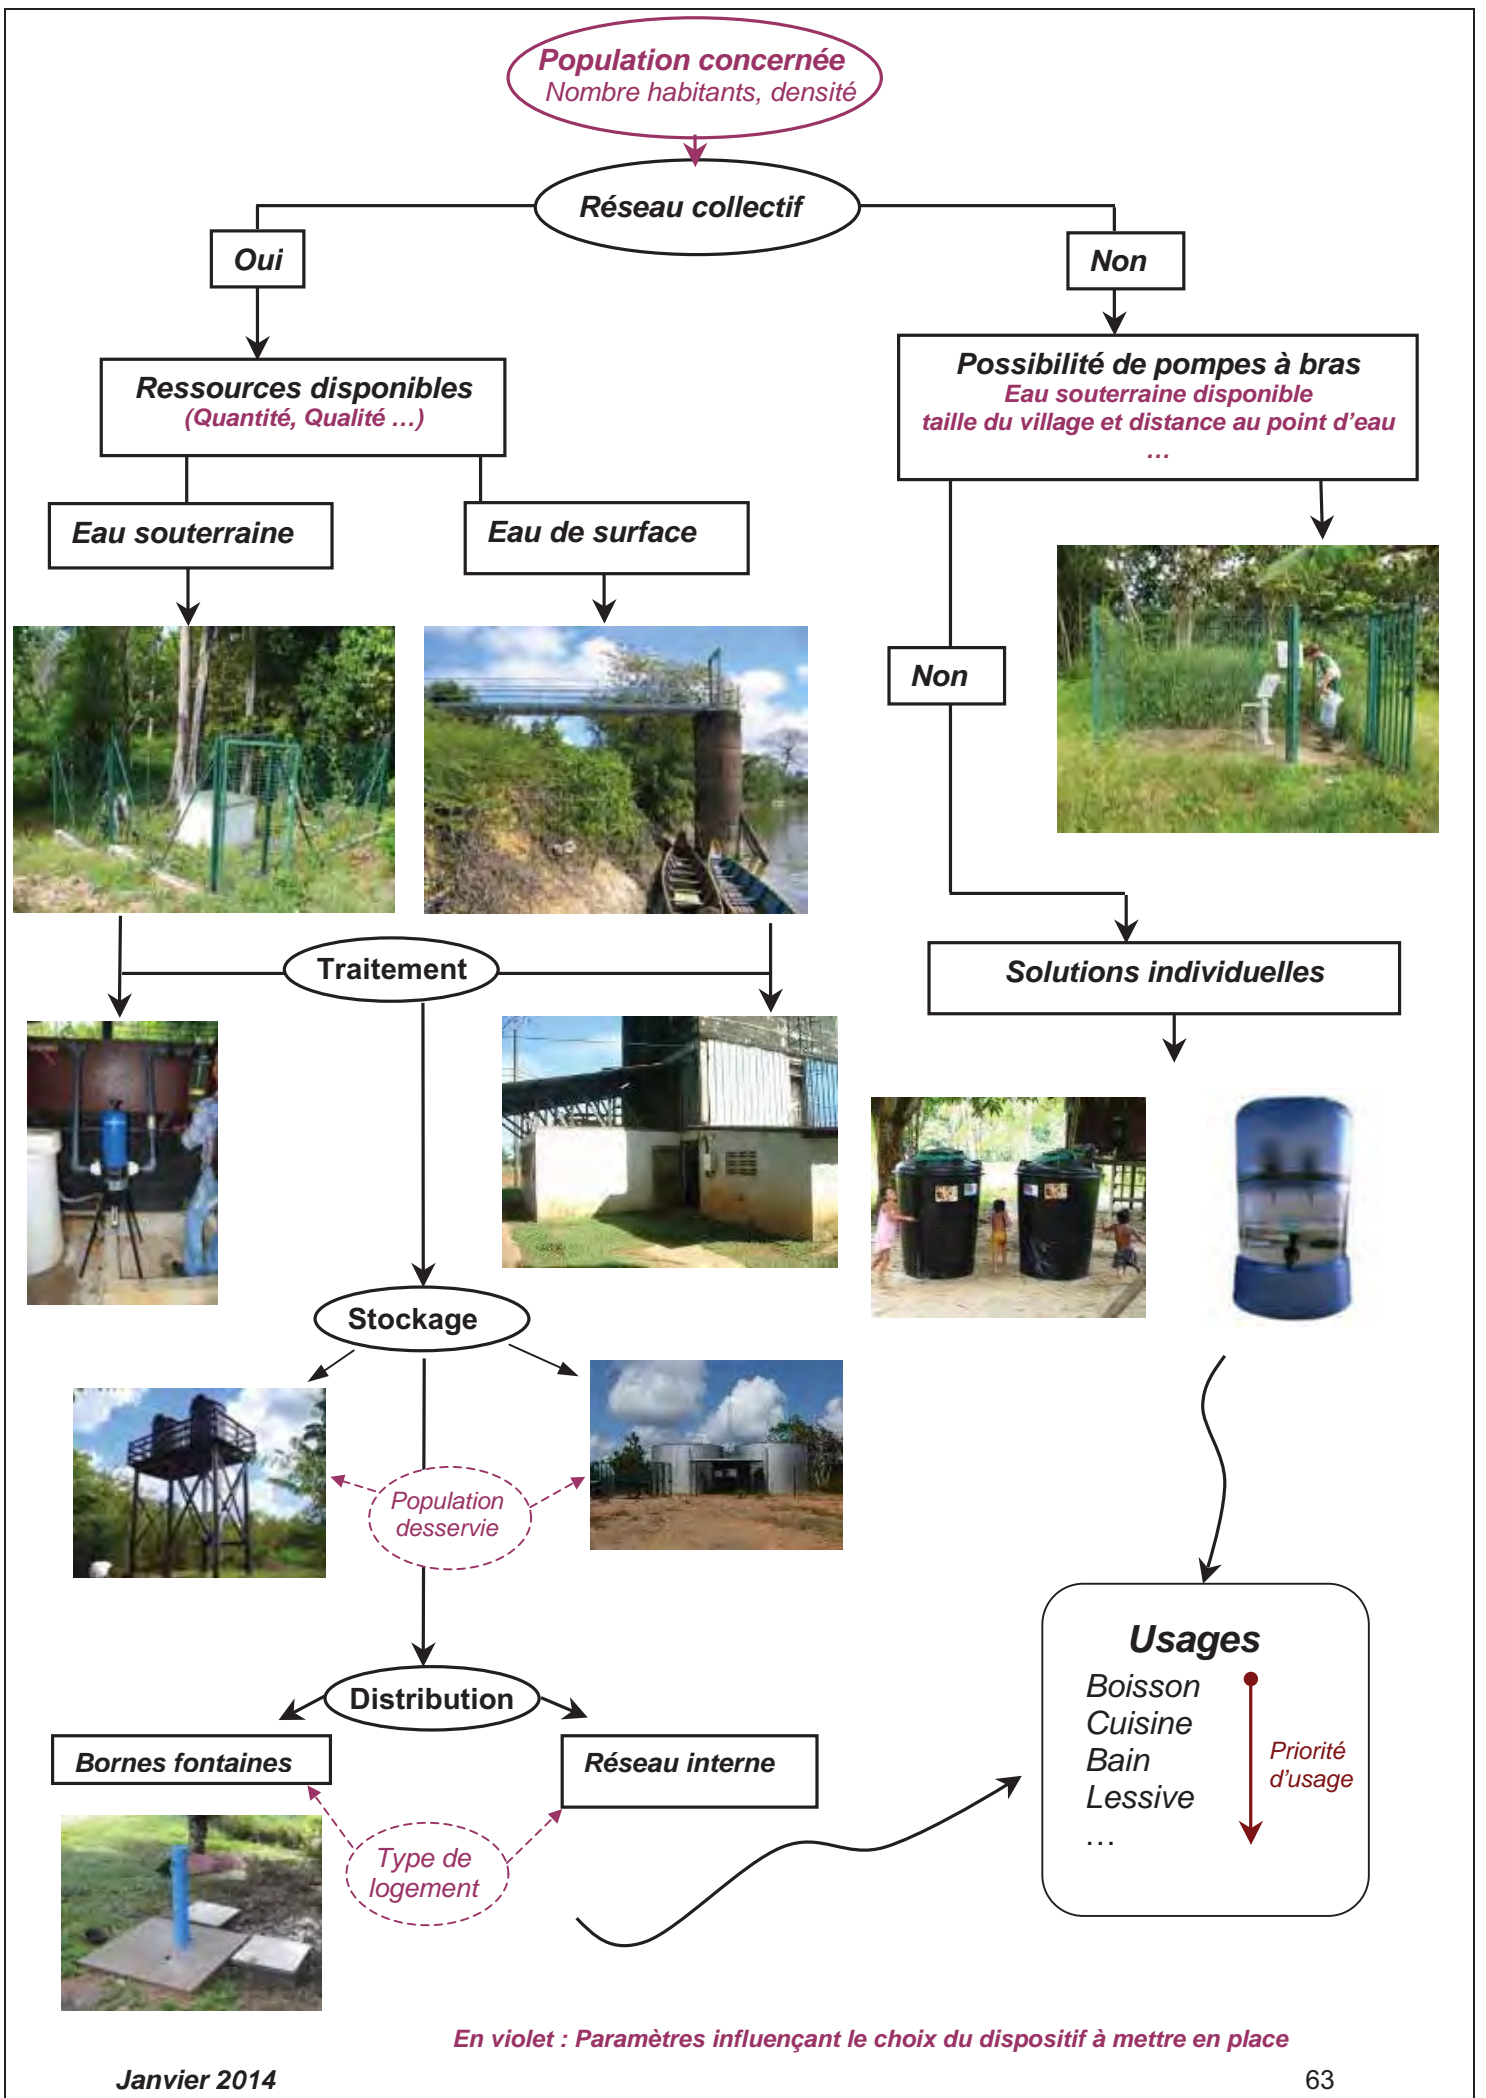 Population concernée
Nombre habitants, densité
Réseau collectif
Oui
Non
Ressources disponibles
(Quantité, Qualité …)
Possibilité de pompes à bras
Eau souterraine disponible
taille du village et distance au point d’eau
…
Eau souterraine
Eau de surface
Non
Traitement
Solutions individuelles
Stockage
Population
desservie
Distribution
Bornes fontaines
Réseau interne
Type de
logement
Usages
Boisson
Cuisine
Bain
Lessive
…
Priorité
d’usage
En violet : Paramètres influençant le choix du dispositif à mettre en place
Janvier 2014
63